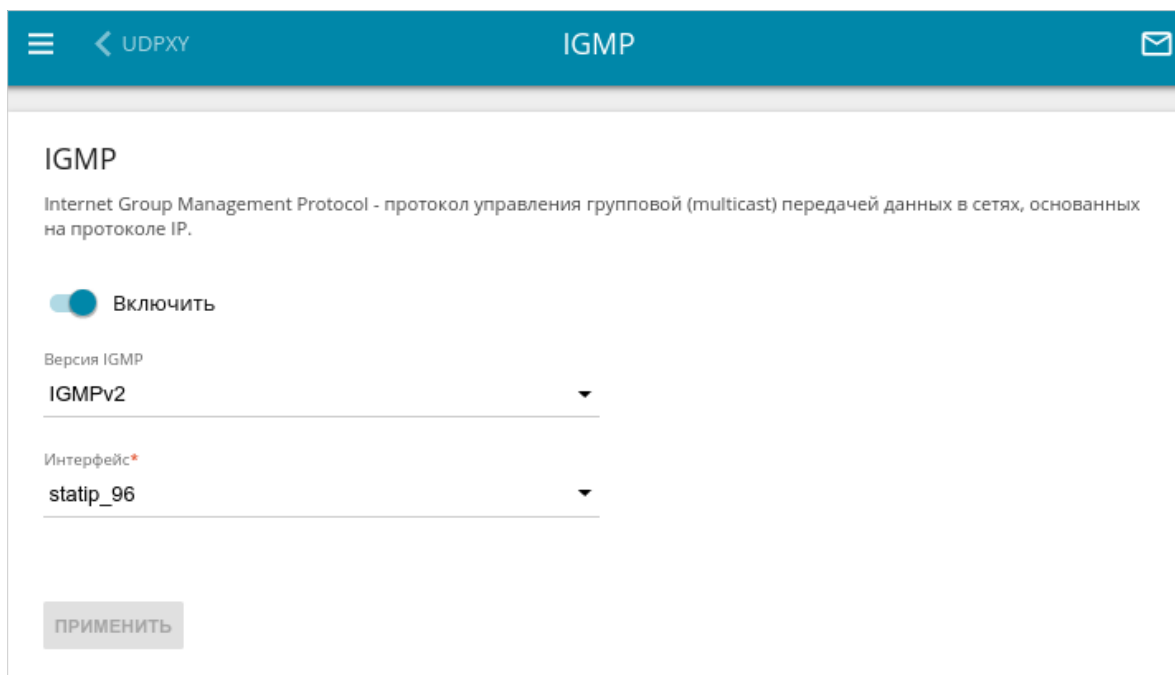 UDPXY
IGMP
IGMP
Internet Group Management Protocol - протокол управления групповой (multicast) передачей данных в сетях, основанных
на протоколе IP.
Включить
Версия IGMP
IGMPv2
Интерфейс*
statip_96
ПРИМЕНИТЬ